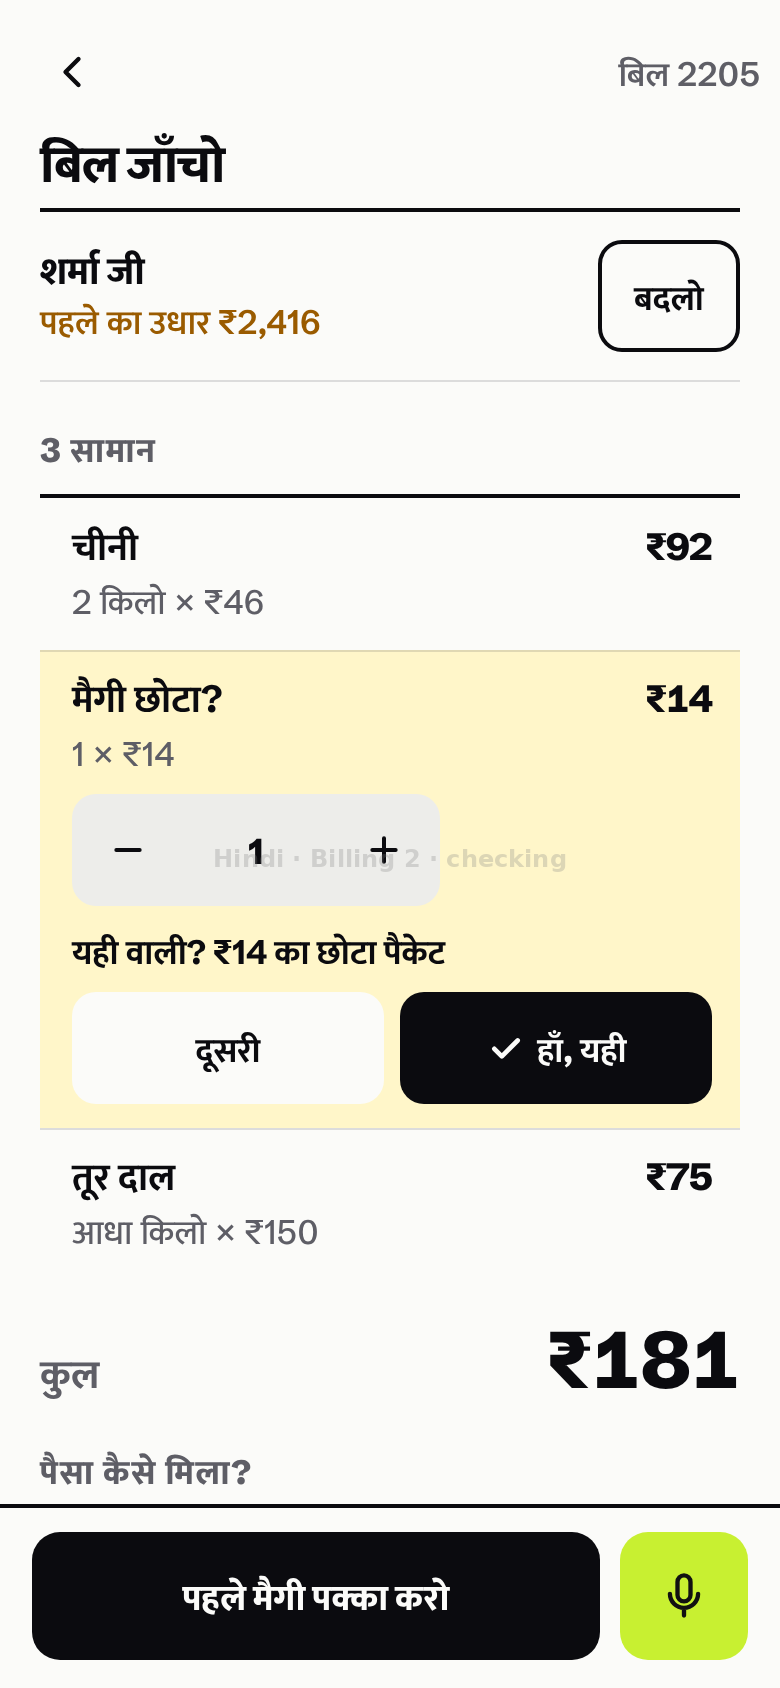 बिल 2205
बिल जाँचो
शर्मा जी
पहले का उधार ₹2,416
बदलो
3 सामान
चीनी ₹92
2 किलो × ₹46
मैगी छोटा? ₹14
1 × ₹14
− 1 +
Hindi · Billing 2 · checking
यही वाली? ₹14 का छोटा पैकेट
दूसरी
हाँ, यही
तूर दाल ₹75
आधा किलो × ₹150
कुल ₹181
पैसा कैसे मिला?
पहले मैगी पक्का करो